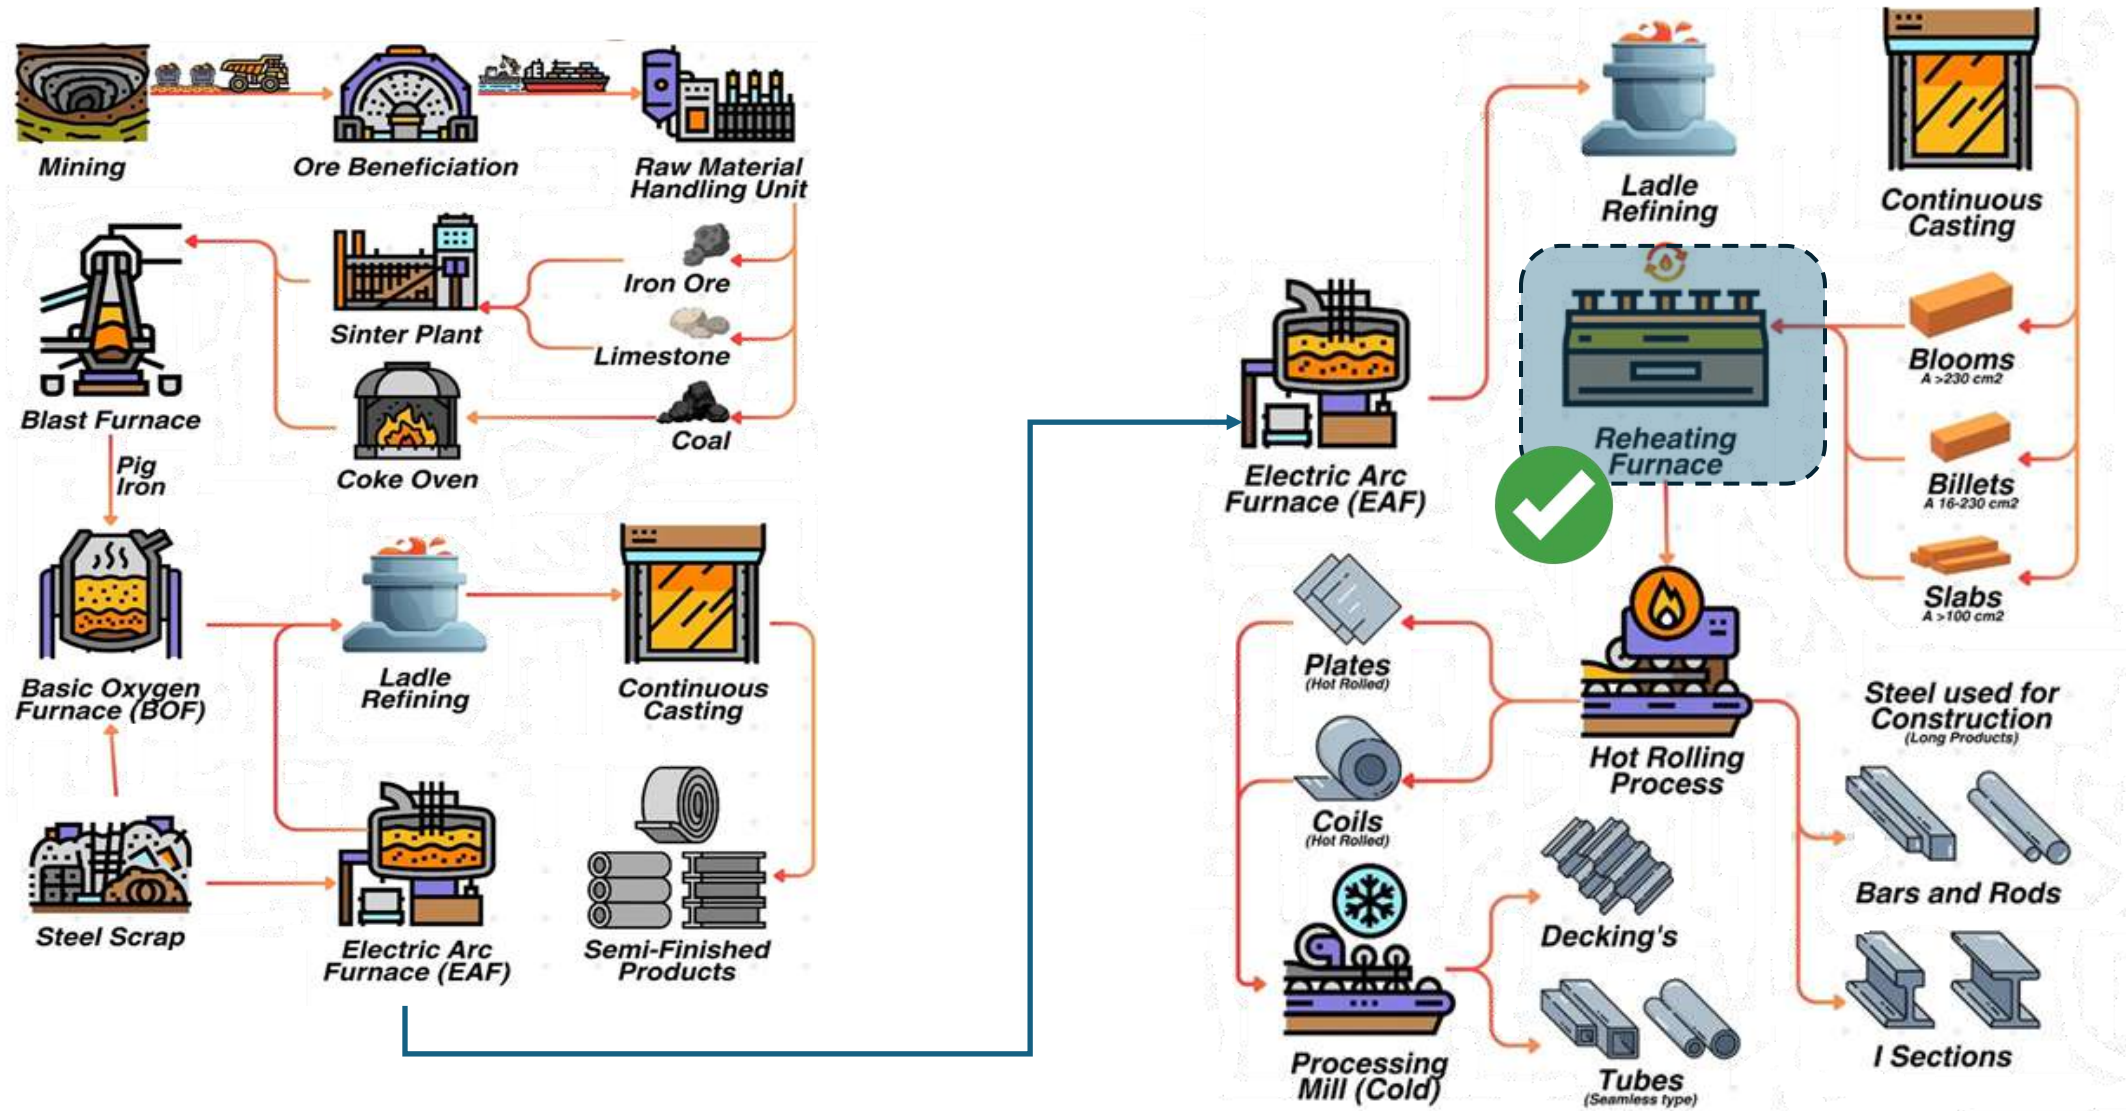 Mining
Ore Beneficiation
Raw Material
Handling Unit
Blast Furnace
Sinter Plant
Iron Ore
Limestone
Coke Oven
Coal
Pig
Iron
Basic Oxygen
Furnace (BOF)
Ladle
Refining
Continuous
Casting
Steel Scrap
Electric Arc
Furnace (EAF)
Semi-Finished
Products
Electric Arc
Furnace (EAF)
Ladle
Refining
Continuous
Casting
Reheating
Furnace
Blooms
A >230 cm2
Billets
A 16-230 cm2
Slabs
A >100 cm2
Plates
(Hot Rolled)
Coils
(Hot Rolled)
Hot Rolling
Process
Steel used for
Construction
(Long Products)
Bars and Rods
I Sections
Processing
Mill (Cold)
Decking's
Tubes
(Seamless type)